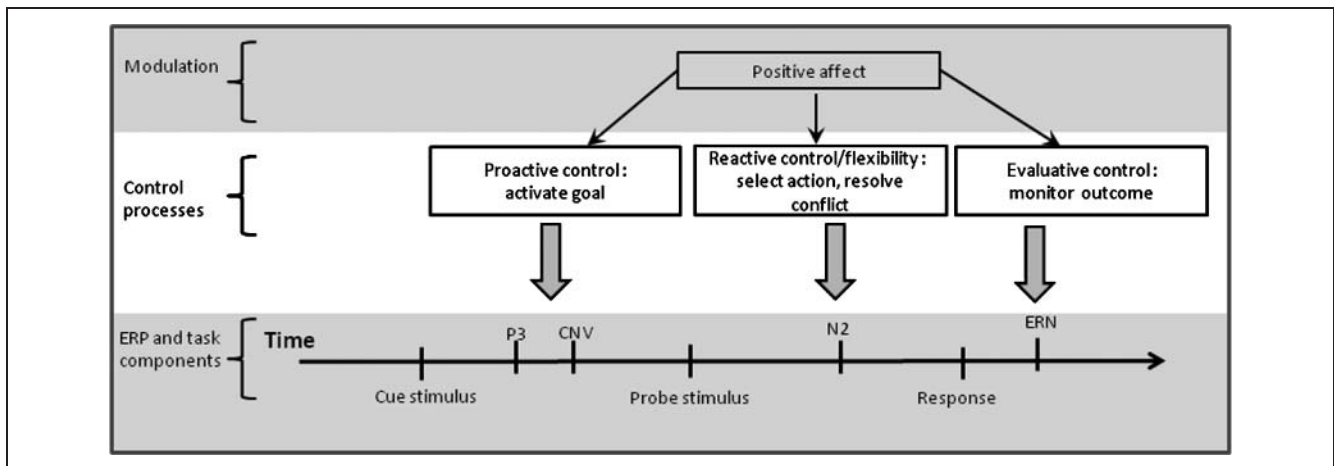 Modulation
Positive affect
Control
processes
Proactive control :
activate goal
Reactive control/flexibility :
select action, resolve
conflict
Evaluative control :
monitor outcome
ERP and task
components
Time
P3
CNV
N2
ERN
Cue stimulus
Probe stimulus
Response